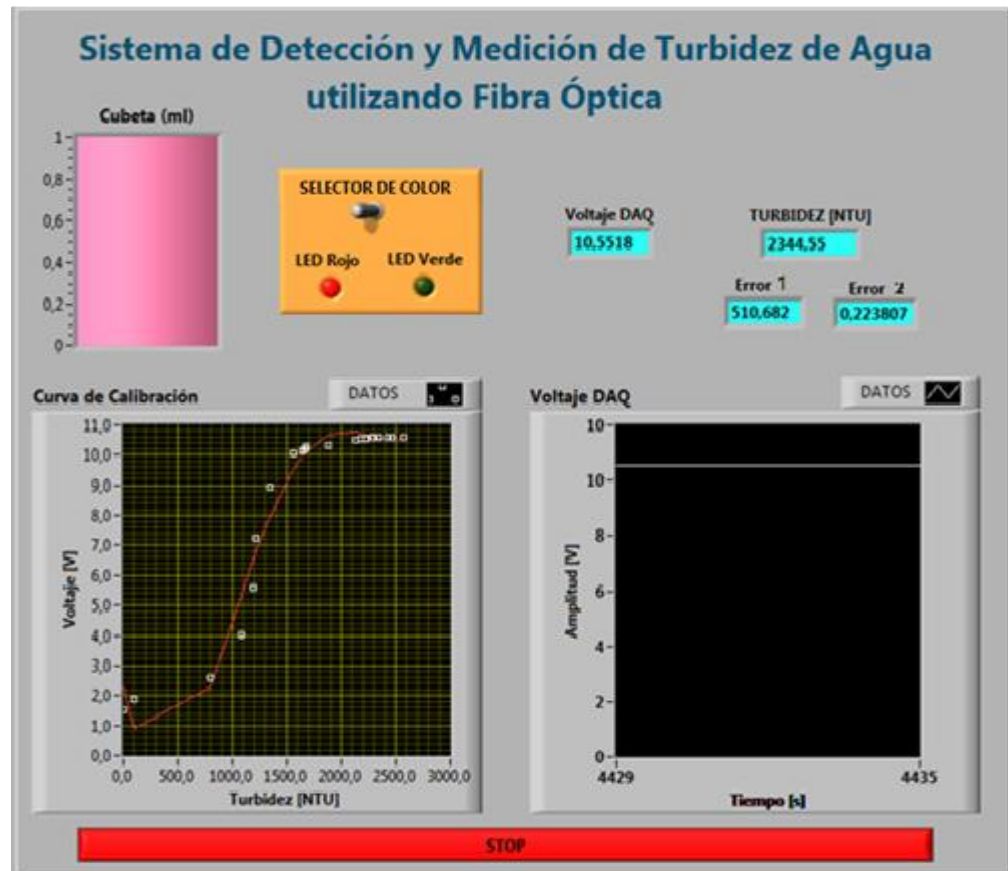 Sistema de Detección y Medición de Turbidez de Agua
utilizando Fibra Óptica
Cubeta (ml)
1
0,8
0,6
0,4
0,2
0
SELECTOR DE COLOR
LED Rojo LED Verde
Voltaje DAQ
10,5518
TURBIDEZ [NTU]
2344,55
Error 1
510,682
Error 2
0,223807
Curva de Calibración
DATOS
11,0
10,0
9,0
8,0
7,0
6,0
5,0
4,0
3,0
2,0
1,0
0,0
Voltaje [V]
0,0 500,0 1000,0 1500,0 2000,0 2500,0 3000,0
Turbidez [NTU]
Voltaje DAQ
DATOS
10
10
8
6
4
2
0
Amplitud [V]
4429 4435
Tiempo [s]
STOP